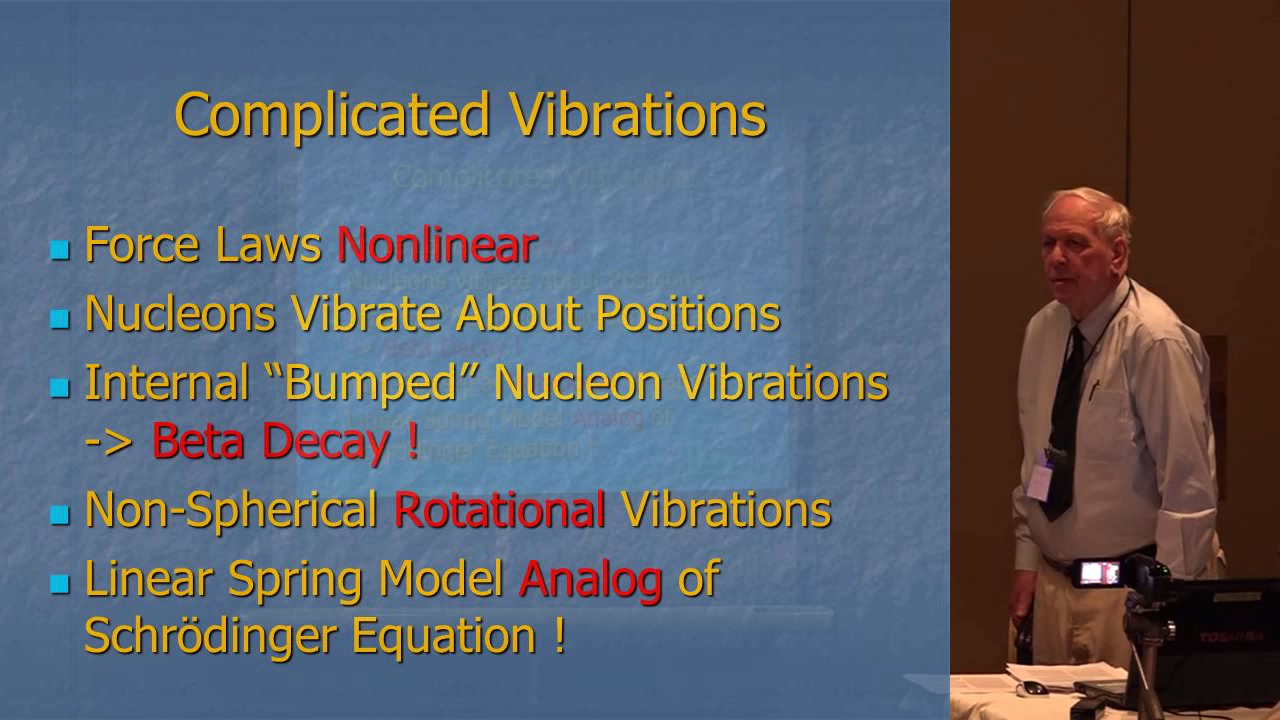 Complicated Vibrations
Force Laws Nonlinear
Nucleons Vibrate About Positions
Internal “Bumped” Nucleon Vibrations
-> Beta Decay !
Non-Spherical Rotational Vibrations
Linear Spring Model Analog of
Schrödinger Equation !
TOSHIBA